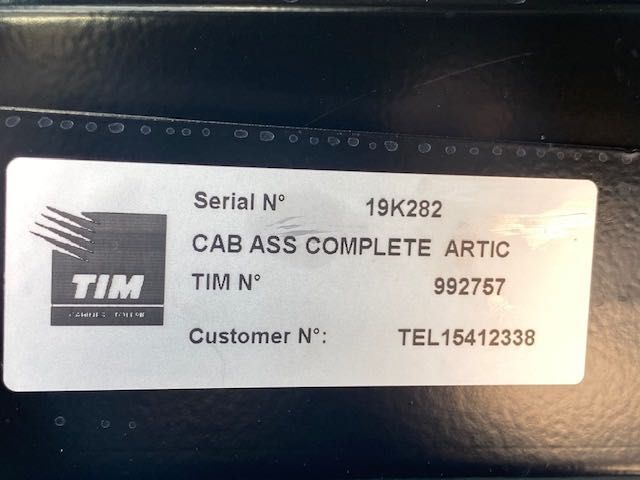 Serial N° 19K282
CAB ASS COMPLETE ARTIC
TIM
TIM N° 992757
Customer N°: TEL15412338